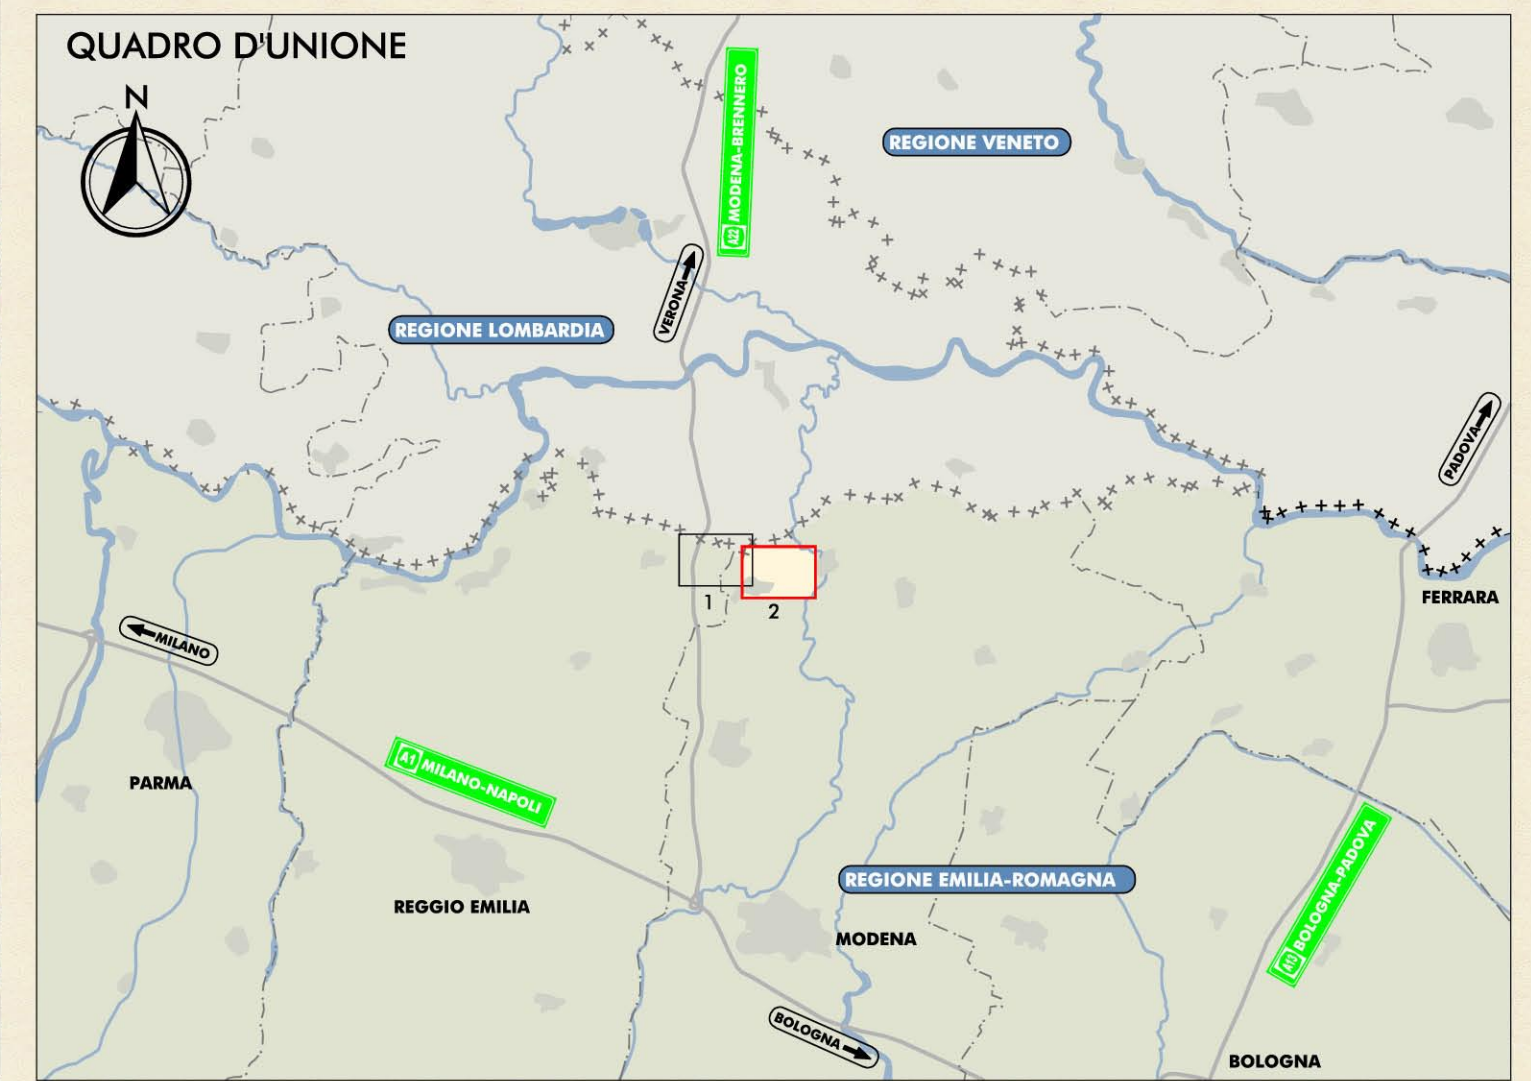 QUADRO D'UNIONE
N
A22 MODENA-BRENNERO
REGIONE VENETO
VERONA
REGIONE LOMBARDIA
PADOVA
FERRARA
1
2
MILANO
PARMA
A1 MILANO-NAPOLI
REGIONE EMILIA-ROMAGNA
A13 BOLOGNA-PADOVA
REGGIO EMILIA
MODENA
BOLOGNA
BOLOGNA